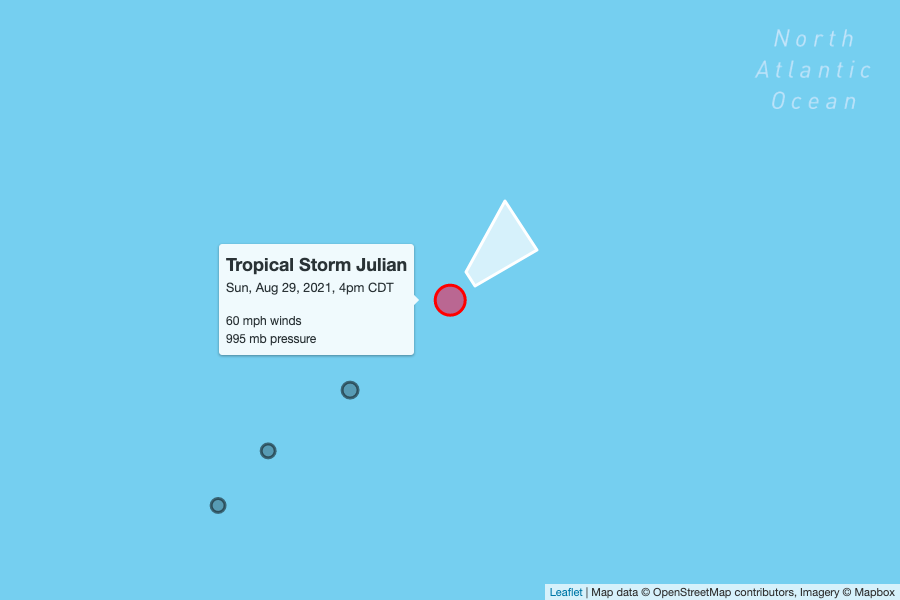 North
Atlantic
Ocean
Tropical Storm Julian
Sun, Aug 29, 2021, 4pm CDT
60 mph winds
995 mb pressure
Leaflet | Map data © OpenStreetMap contributors, Imagery © Mapbox